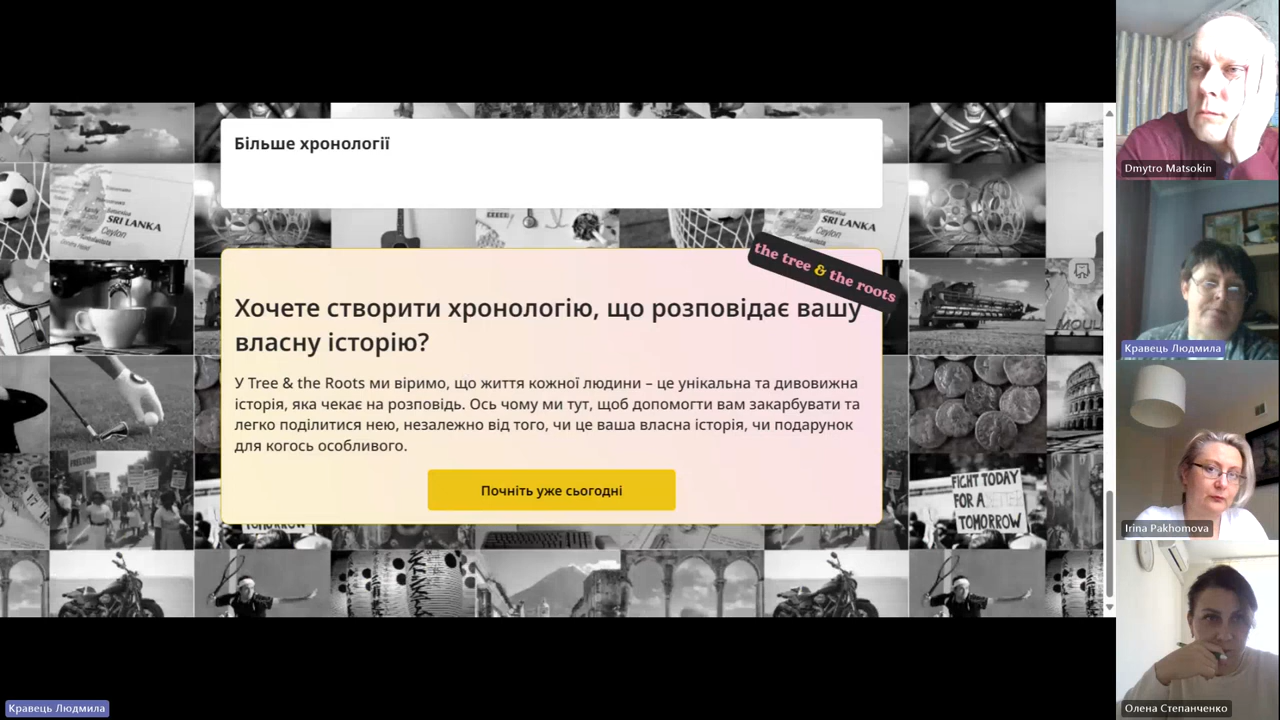 Більше хронології
SRI LANKA
Ceylon
SRI LANKA
Ceylon
the tree & the roots
Хочете створити хронологію, що розповідає вашу
власну історію?
У Tree & the Roots ми віримо, що життя кожної людини – це унікальна та дивовижна
історія, яка чекає на розповідь. Ось чому ми тут, щоб допомогти вам закарбувати та
легко поділитися нею, незалежно від того, чи це ваша власна історія, чи подарунок
для когось особливого.
Почніть уже сьогодні
FIGHT TODAY
FOR A BETTER
TOMORROW
TOMORROW
Кравець Людмила
Dmytro Matsokin
Кравець Людмила
Irina Pakhomova
Олена Степанченко